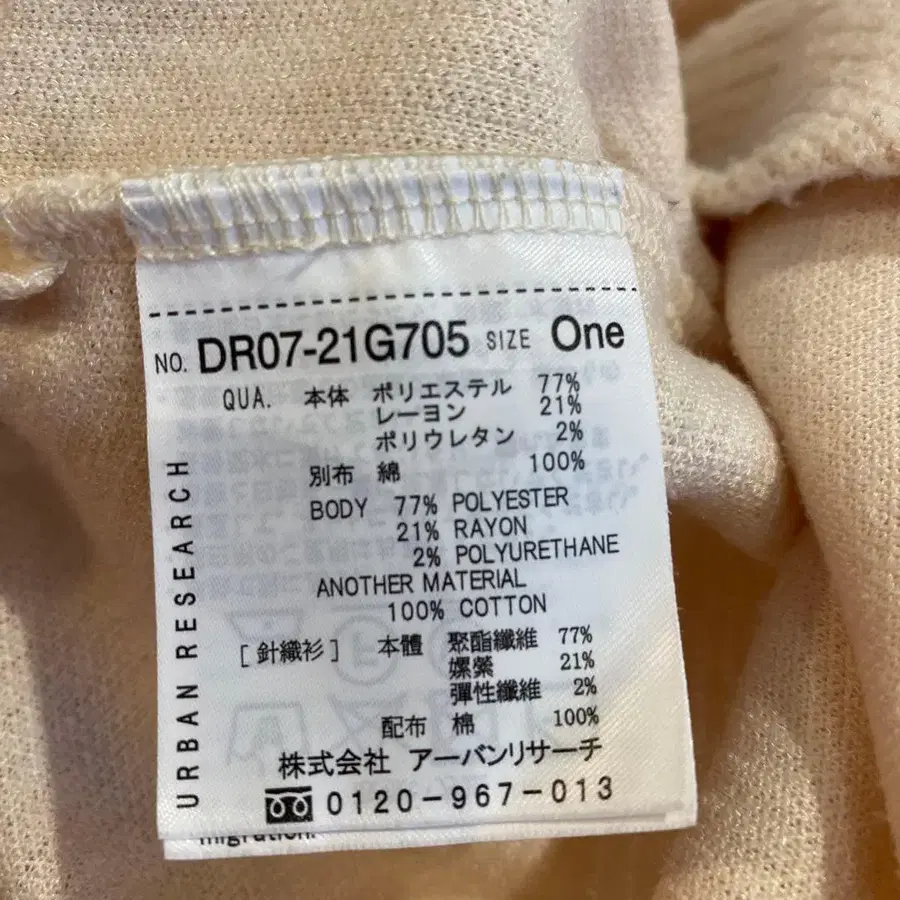 NO. DR07-21G705 SIZE One
QUA. 本体 ポリエステル 77%
レーヨン 21%
ポリウレタン 2%
別布 綿 100%
BODY 77% POLYESTER
21% RAYON
2% POLYURETHANE
ANOTHER MATERIAL
100% COTTON
[針織衫] 本體 聚酯纖維 77%
嫘縈 21%
彈性纖維 2%
配布 棉 100%
株式会社 アーバンリサーチ
0120-967-013
URBAN RESEARCH
migration.